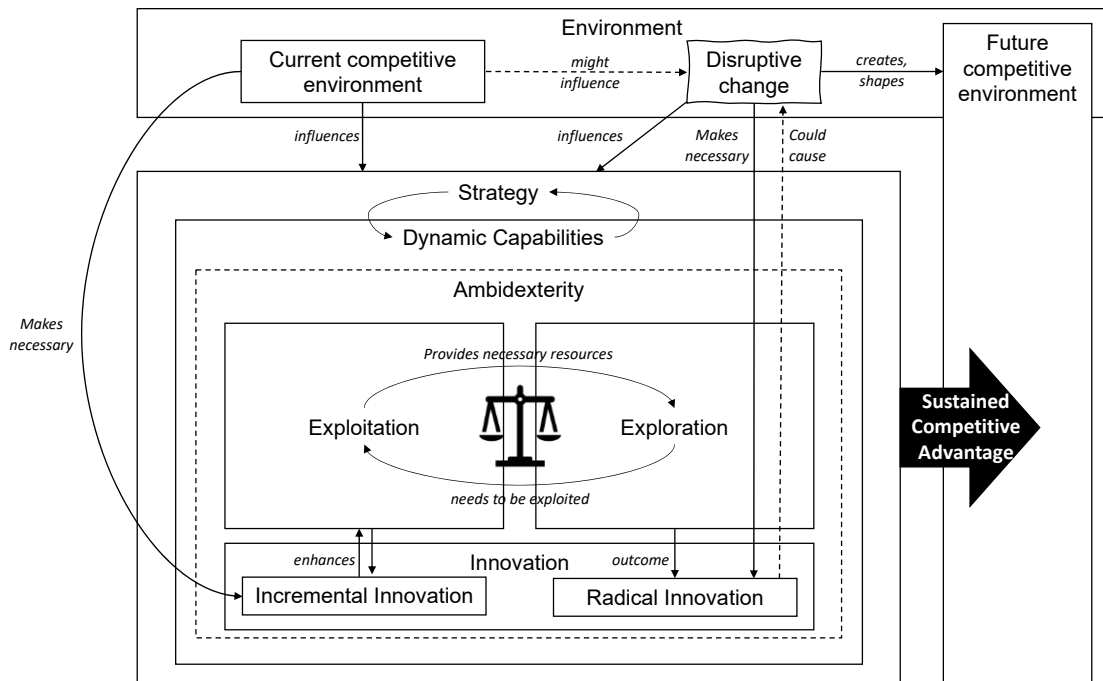 Environment
Current competitive
environment
might
influence
Disruptive
change
creates,
shapes
Future
competitive
environment
influences
influences
Makes
necessary
Could
cause
Strategy
Dynamic Capabilities
Ambidexterity
Makes
necessary
Provides necessary resources
Exploitation
Exploration
needs to be exploited
Sustained
Competitive
Advantage
enhances
Innovation
outcome
Incremental Innovation
Radical Innovation